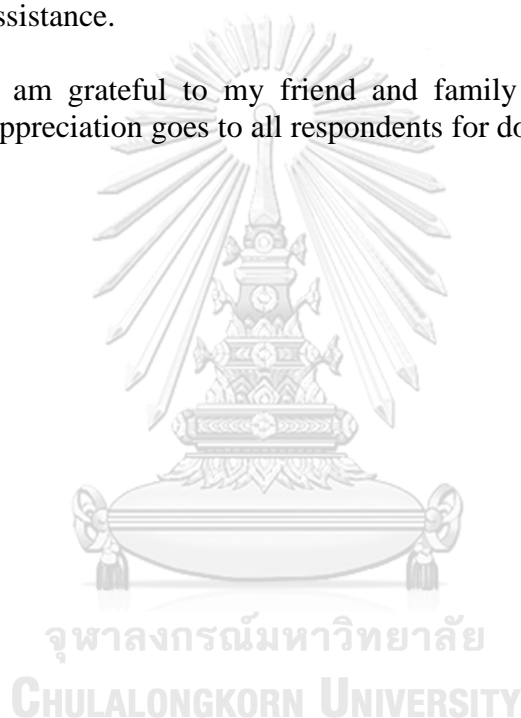 ssistance.
am grateful to my friend and family
ppreciation goes to all respondents for do
จุฬาลงกรณ์มหาวิทยาลัย
CHULALONGKORN UNIVERSITY